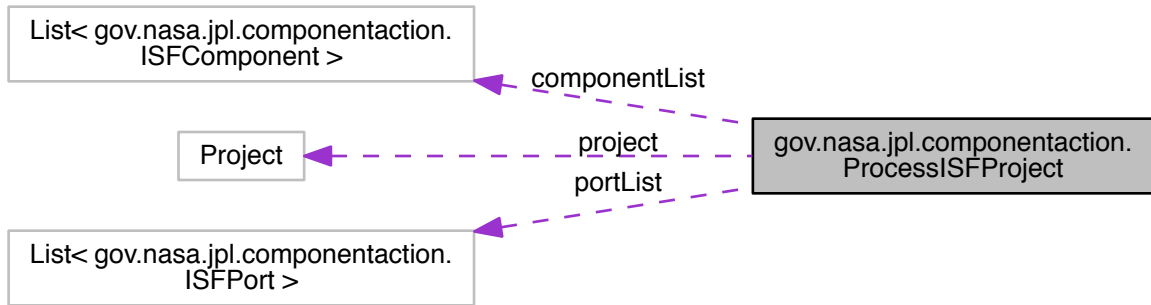 List< gov.nasa.jpl.componentaction.
ISFComponent >
componentList
Project
project
gov.nasa.jpl.componentaction.
ProcessISFProject
portList
List< gov.nasa.jpl.componentaction.
ISFPort >